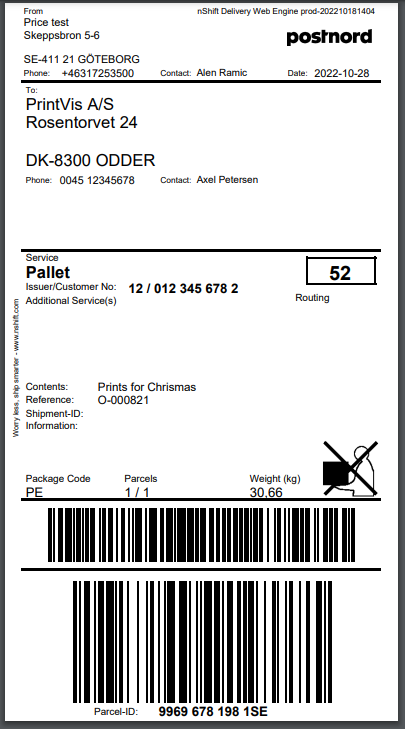 From
nShift Delivery Web Engine prod-202210181404
Price test
Skeppsbron 5-6
postnord
SE-411 21 GÖTEBORG
Phone: +46317253500 Contact: Alen Ramic Date: 2022-10-28
To:
PrintVis A/S
Rosentorvet 24
DK-8300 ODDER
Phone: 0045 12345678 Contact: Axel Petersen
Service
Pallet
52
Issuer/Customer No: 12 / 012 345 678 2
Additional Service(s)
Routing
Worry less, ship smarter - www.nshift.com
Contents: Prints for Chrismas
Reference: O-000821
Shipment-ID:
Information:
Package Code Parcels Weight (kg)
PE 1 / 1 30,66
Parcel-ID: 9969 678 198 1SE